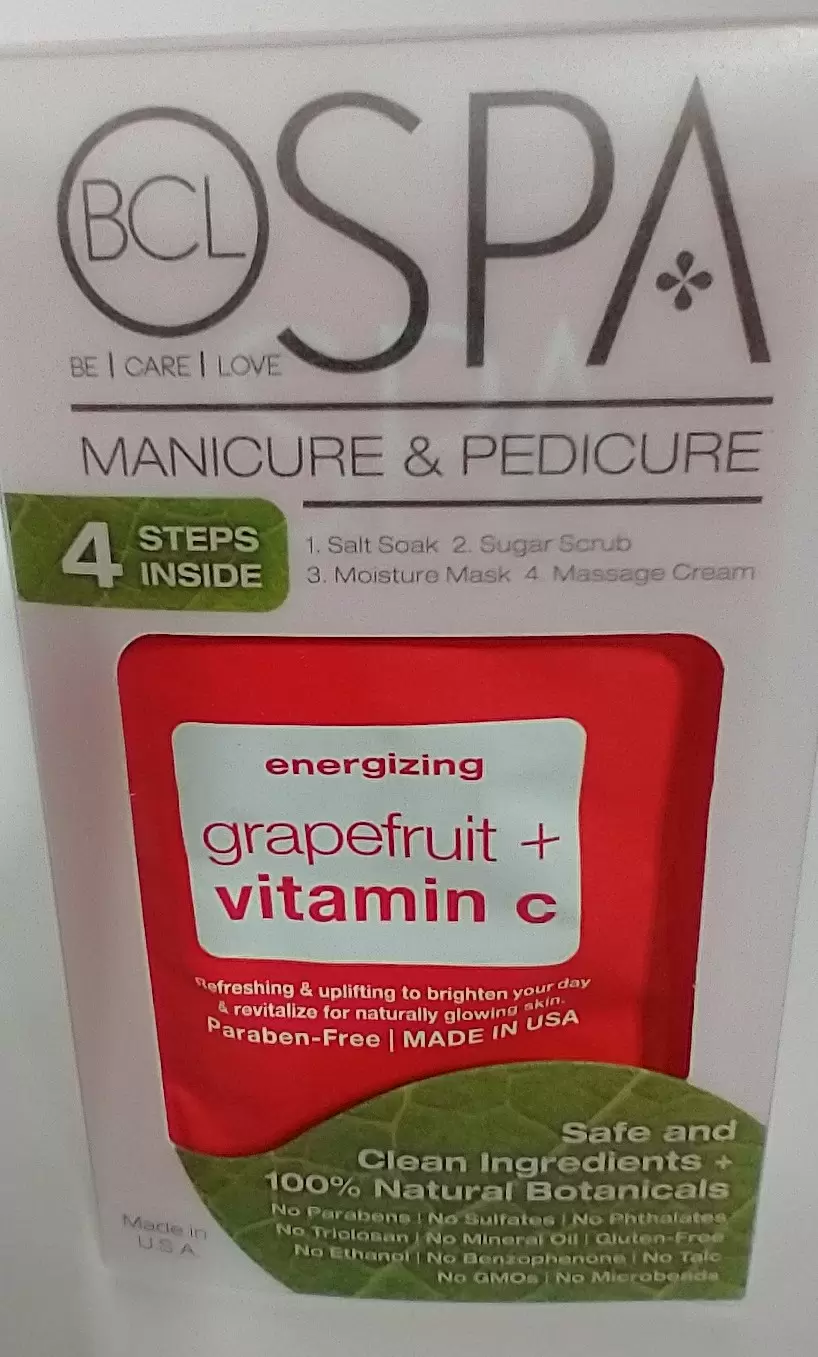 BCL SPA
BE | CARE | LOVE
MANICURE & PEDICURE
4 STEPS INSIDE
1. Salt Soak 2. Sugar Scrub
3. Moisture Mask 4. Massage Cream
energizing
grapefruit +
vitamin c
Refreshing & uplifting to brighten your day
& revitalize for naturally glowing skin.
Paraben-Free | MADE IN USA
Safe and
Clean Ingredients +
100% Natural Botanicals
No Parabens | No Sulfates | No Phthalates
No Triclosan | No Mineral Oil | Gluten-Free
No Ethanol | No Benzophenone | No Talc
No GMOs | No Microbeads
Made in
U S A